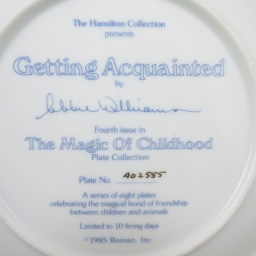 The Hamilton Collection
presents
Getting Acquainted
by
Abbie Williams
Fourth issue in
The Magic Of Childhood
Plate Collection
Plate No. A02555
A series of eight plates
celebrating the magical bond of friendship
between children and animals
Limited to 10 firing days
©1985 Roman, Inc.